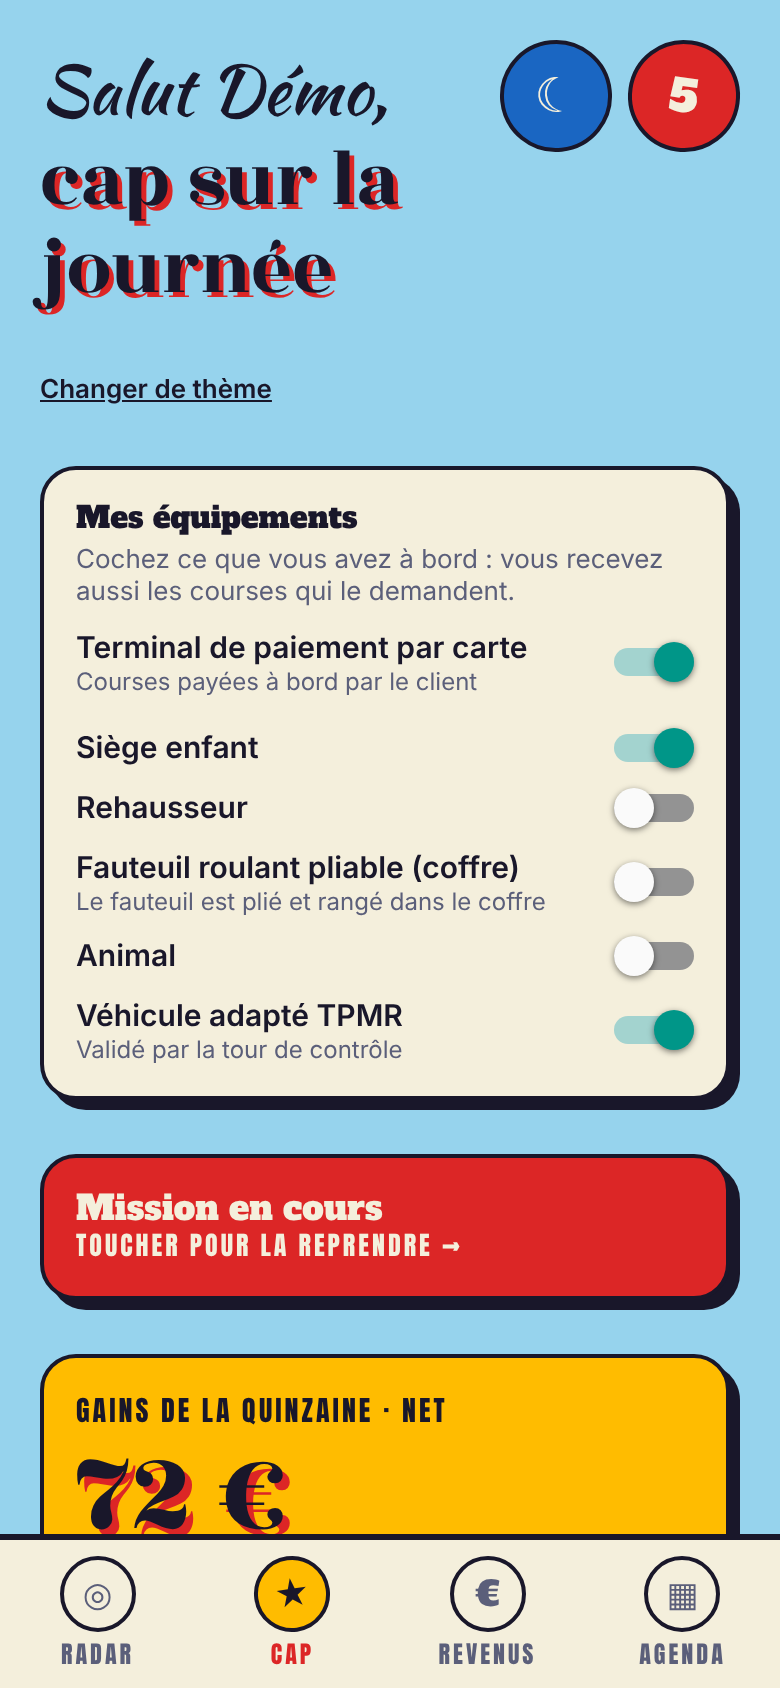 Salut Démo,
cap sur la
journée
☾
5
Changer de thème
Mes équipements
Cochez ce que vous avez à bord : vous recevez
aussi les courses qui le demandent.
Terminal de paiement par carte
Courses payées à bord par le client
Siège enfant
Rehausseur
Fauteuil roulant pliable (coffre)
Le fauteuil est plié et rangé dans le coffre
Animal
Véhicule adapté TPMR
Validé par la tour de contrôle
Mission en cours
TOUCHER POUR LA REPRENDRE →
GAINS DE LA QUINZAINE · NET
72 €
◎ ★ € ▦
RADAR CAP REVENUS AGENDA